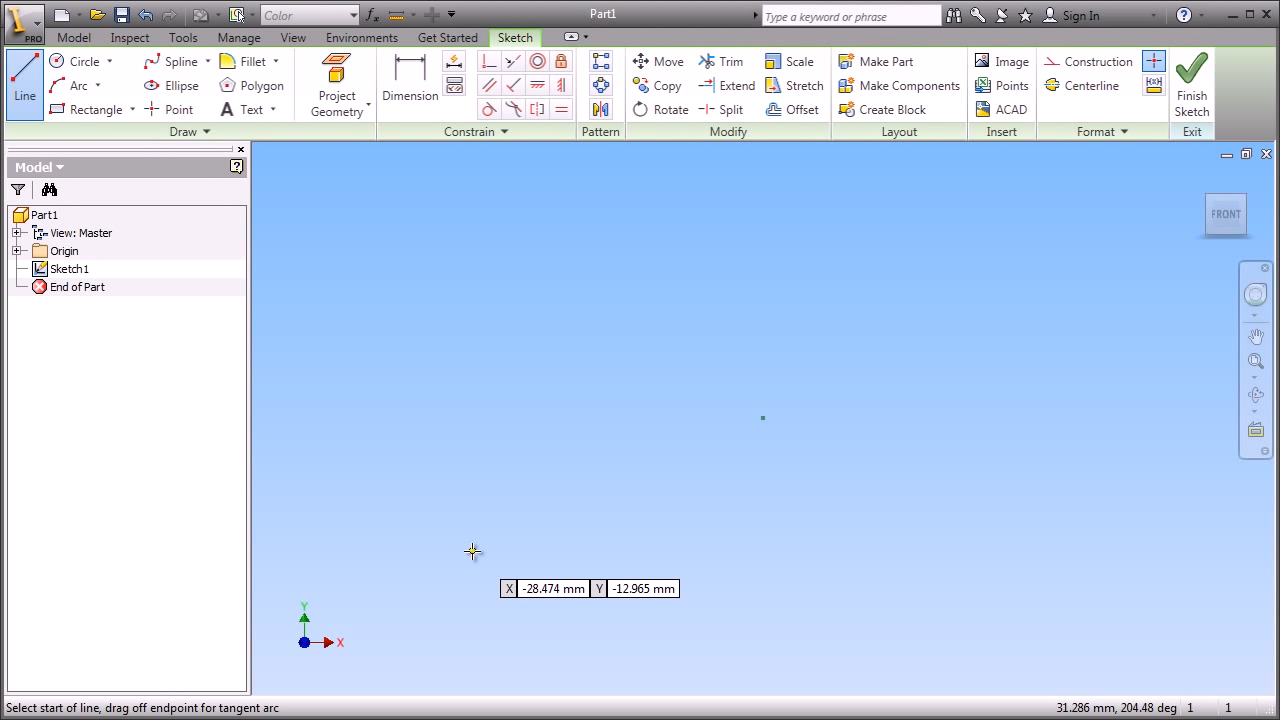 PRO
Color
Part1
Type a keyword or phrase
Sign In
Model
Inspect
Tools
Manage
View
Environments
Get Started
Sketch
Line
Circle
Arc
Rectangle
Spline
Ellipse
Point
Fillet
Polygon
Text
Draw
Project
Geometry
Dimension
Constrain
Pattern
Move
Copy
Rotate
Trim
Extend
Split
Scale
Stretch
Offset
Modify
Make Part
Make Components
Create Block
Layout
Image
Points
ACAD
Insert
Construction
Centerline
Format
Finish
Sketch
Exit
Model
Part1
View: Master
Origin
Sketch1
End of Part
FRONT
X -28.474 mm Y -12.965 mm
Y
X
Select start of line, drag off endpoint for tangent arc
31.286 mm, 204.48 deg 1 1